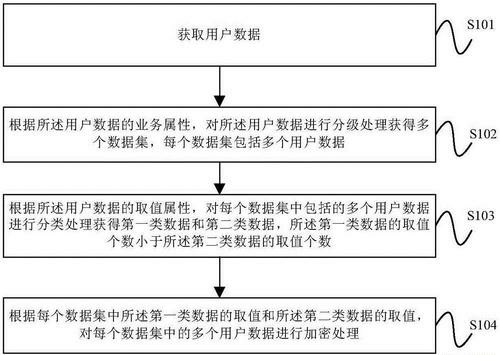 获取用户数据
S101
根据所述用户数据的业务属性，对所述用户数据进行分级处理获得多
个数据集，每个数据集包括多个用户数据
S102
根据所述用户数据的取值属性，对每个数据集中包括的多个用户数据
进行分类处理获得第一类数据和第二类数据，所述第一类数据的取值
个数小于所述第二类数据的取值个数
S103
根据每个数据集中所述第一类数据的取值和所述第二类数据的取值，
对每个数据集中的多个用户数据进行加密处理
S104